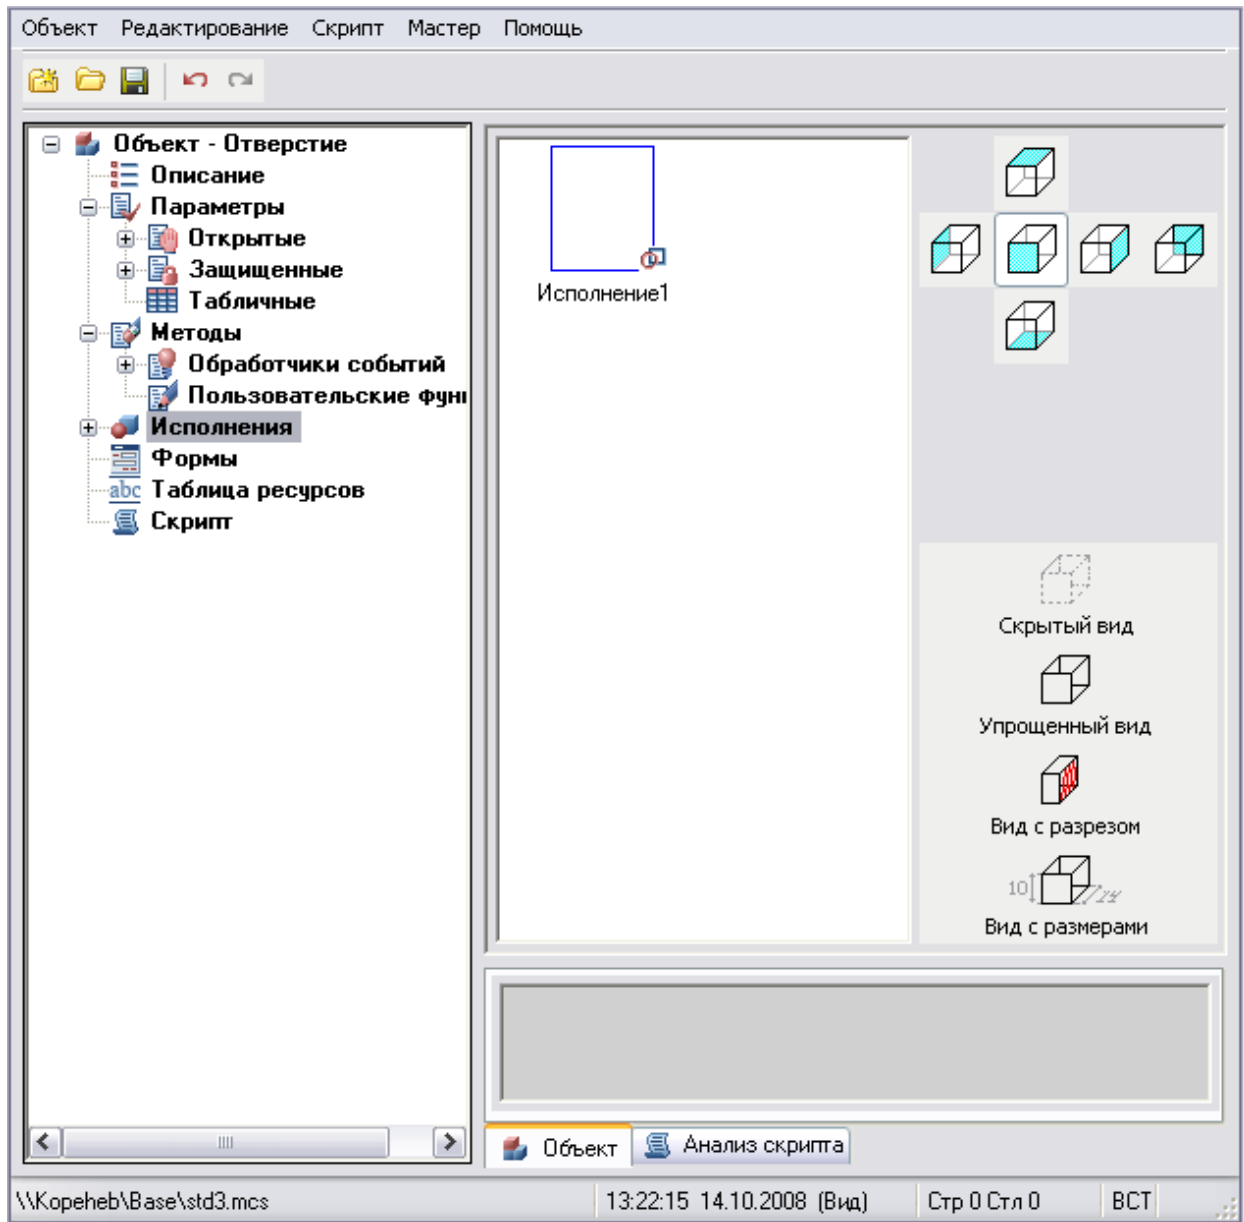 Объект Редактирование Скрипт Мастер Помощь
Объект - Отверстие
Описание
Параметры
Открытые
Защищенные
Табличные
Методы
Обработчики событий
Пользовательские фун
Исполнения
Формы
abc Таблица ресурсов
Скрипт
Исполнение1
Скрытый вид
Упрощенный вид
Вид с разрезом
10
Вид с размерами
Объект Анализ скрипта
\\Kopeheb\Base\std3.mcs 13:22:15 14.10.2008 (Вид) Стр 0 Стл 0 ВСТ